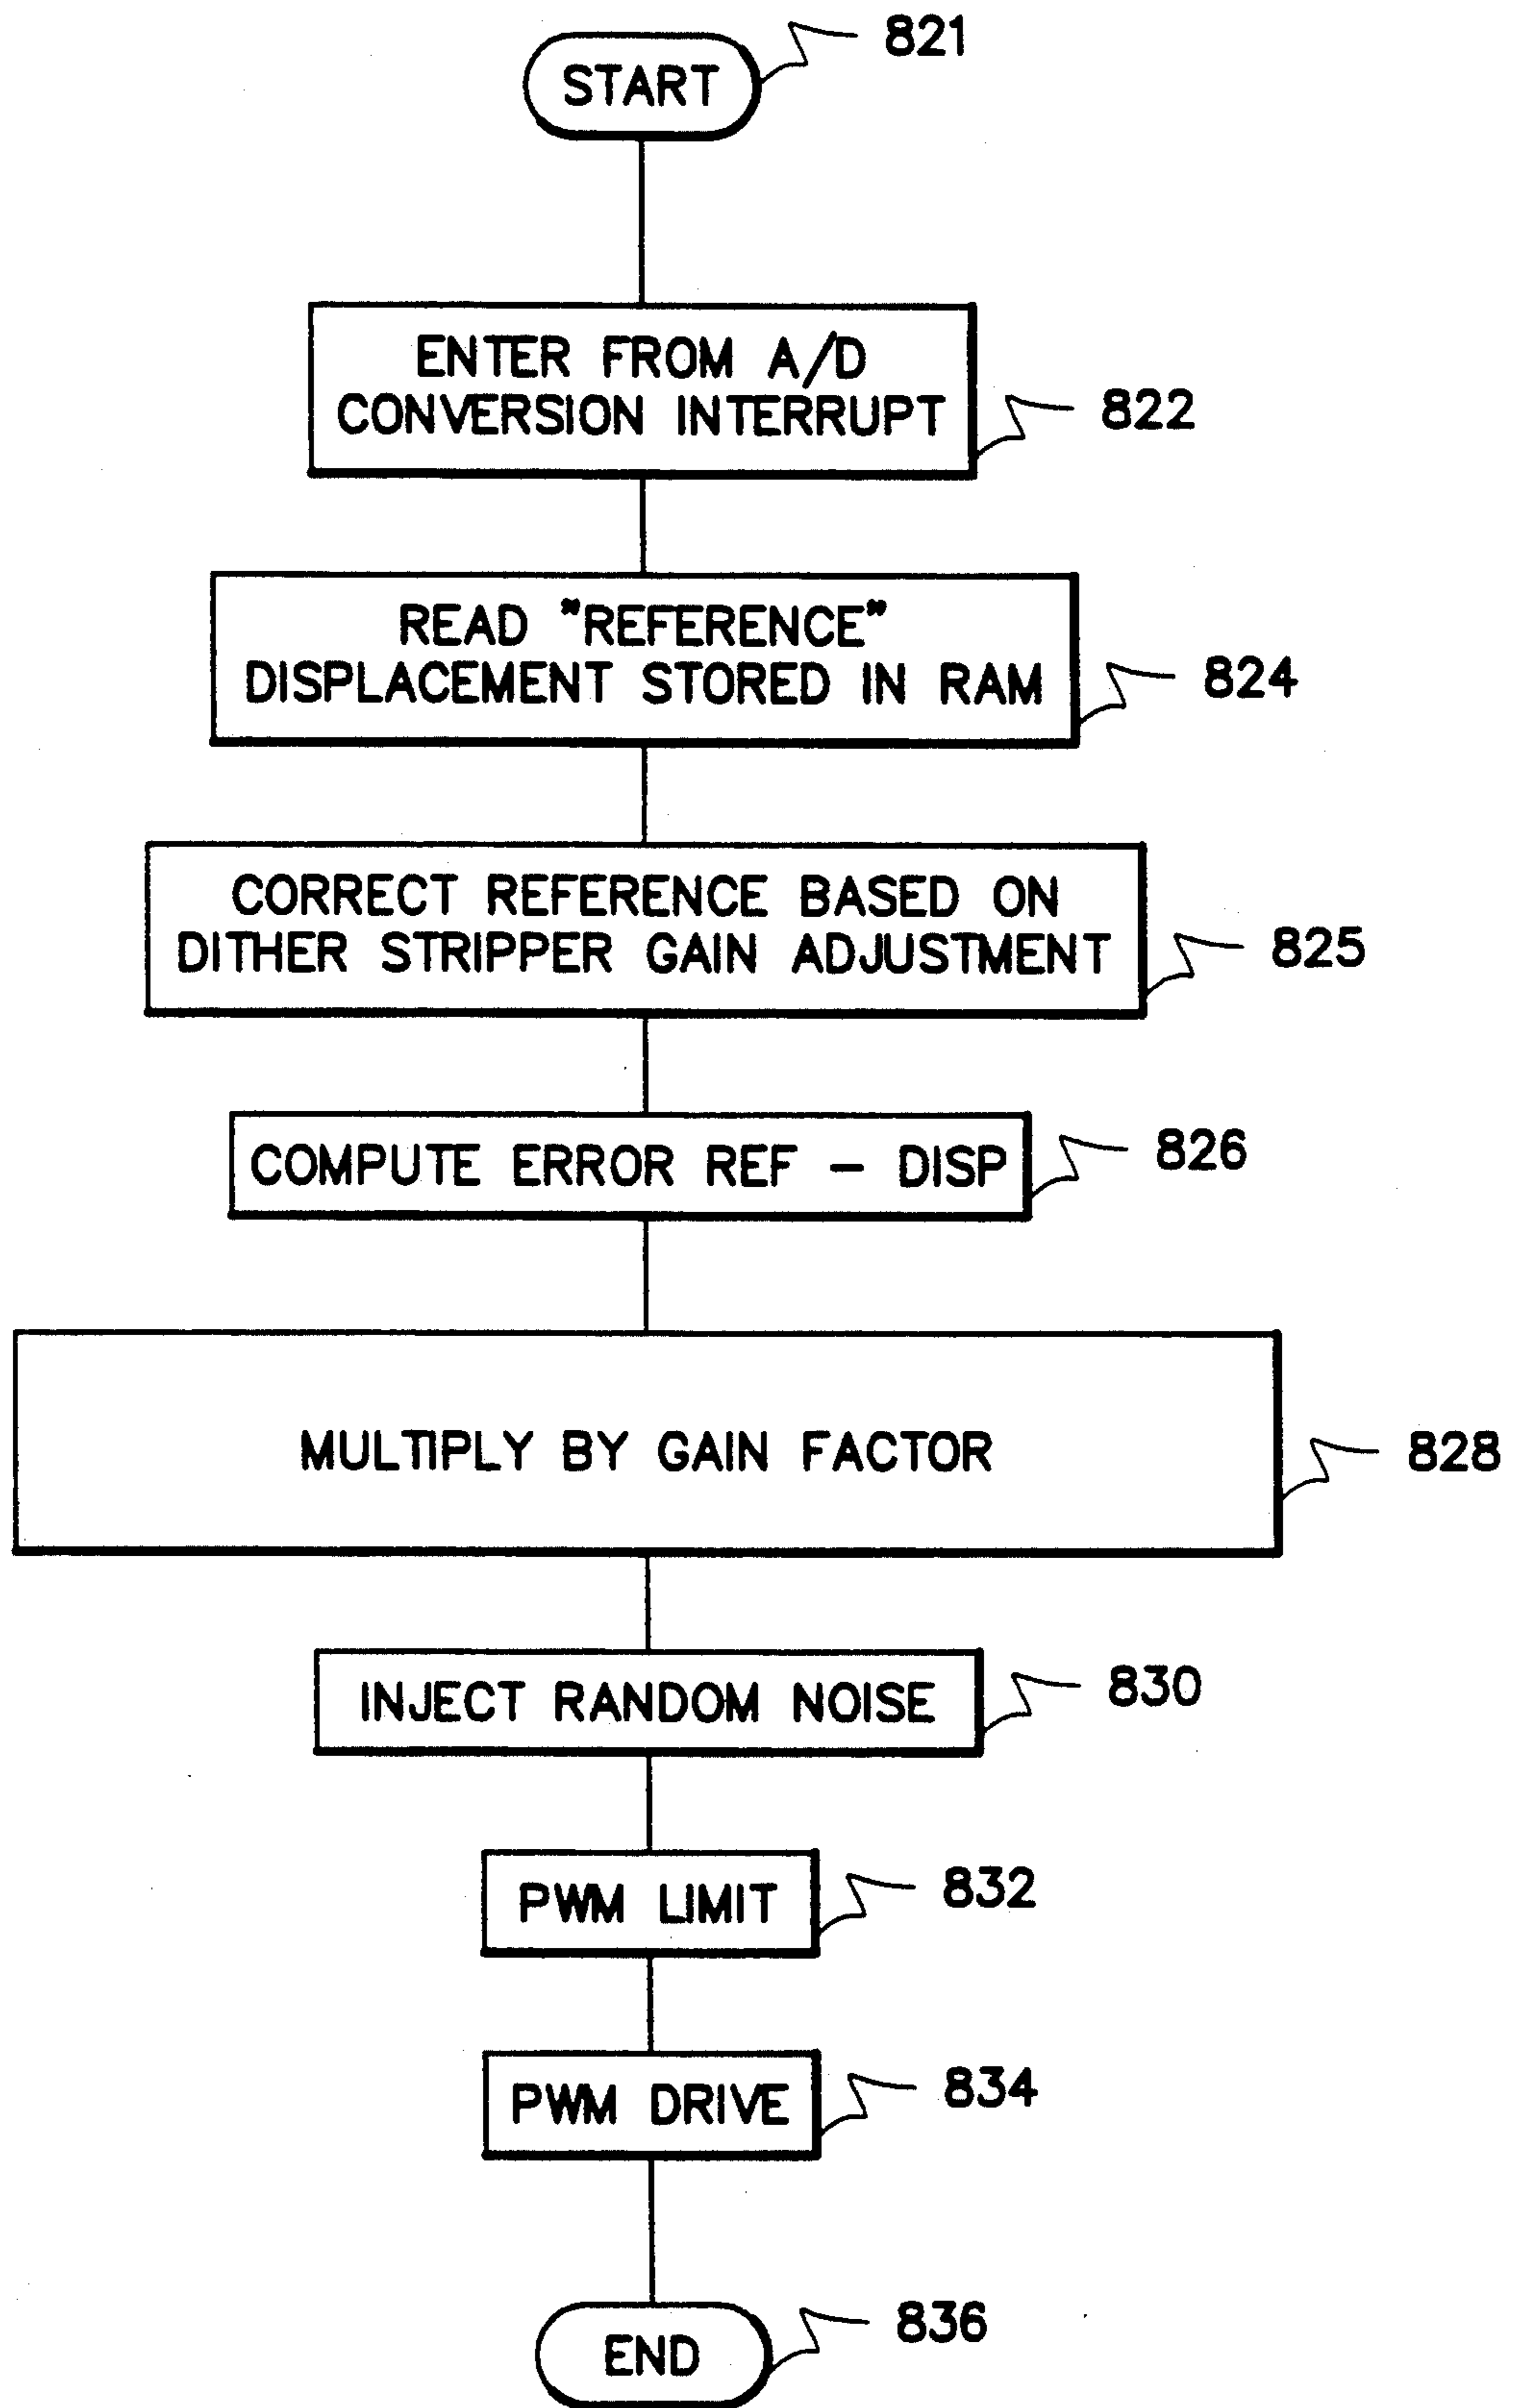 START
821
ENTER FROM A/D
CONVERSION INTERRUPT
822
READ "REFERENCE"
DISPLACEMENT STORED IN RAM
824
CORRECT REFERENCE BASED ON
DITHER STRIPPER GAIN ADJUSTMENT
825
COMPUTE ERROR REF - DISP
826
MULTIPLY BY GAIN FACTOR
828
INJECT RANDOM NOISE
830
PWM LIMIT
832
PWM DRIVE
834
END
836